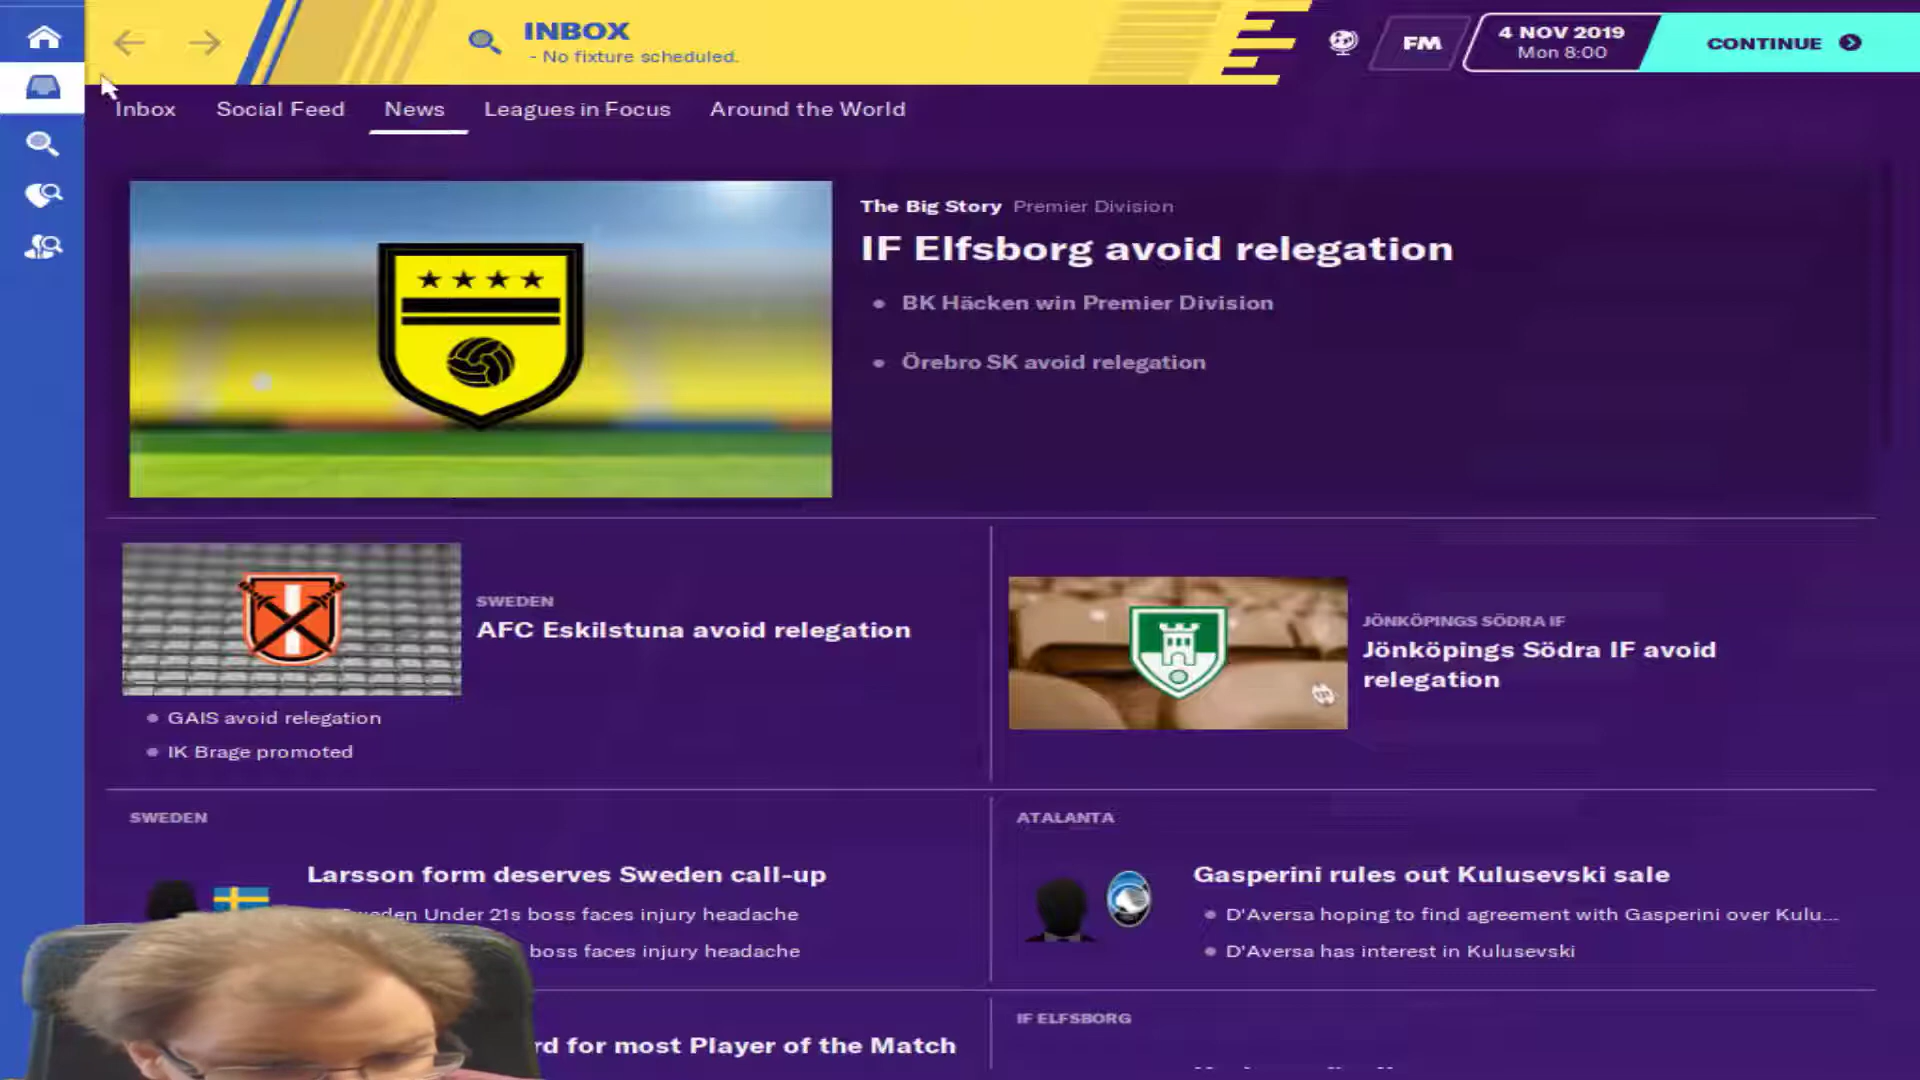 INBOX
- No fixture scheduled.
FM
4 NOV 2019
Mon 8:00
CONTINUE
Inbox
Social Feed
News
Leagues in Focus
Around the World
The Big Story Premier Division
IF Elfsborg avoid relegation
BK Häcken win Premier Division
Örebro SK avoid relegation
SWEDEN
AFC Eskilstuna avoid relegation
GAIS avoid relegation
IK Brage promoted
JÖNKÖPINGS SÖDRA IF
Jönköpings Södra IF avoid
relegation
SWEDEN
Larsson form deserves Sweden call-up
Under 21s boss faces injury headache
boss faces injury headache
ATALANTA
Gasperini rules out Kulusevski sale
D'Aversa hoping to find agreement with Gasperini over Kulu...
D'Aversa has interest in Kulusevski
for most Player of the Match
IF ELFSBORG